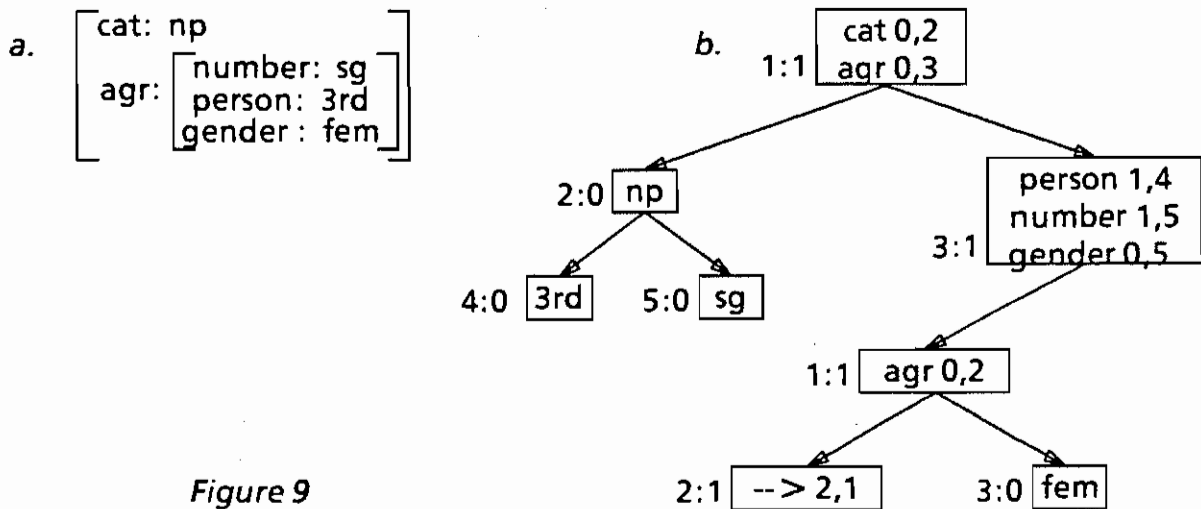 a.
cat: np
agr:
number: sg
person: 3rd
gender : fem
b.
1:1
cat 0,2
agr 0,3
2:0 np
3:1
person 1,4
number 1,5
gender 0,5
4:0 3rd
5:0 sg
1:1 agr 0,2
2:1 --> 2,1
3:0 fem
Figure 9